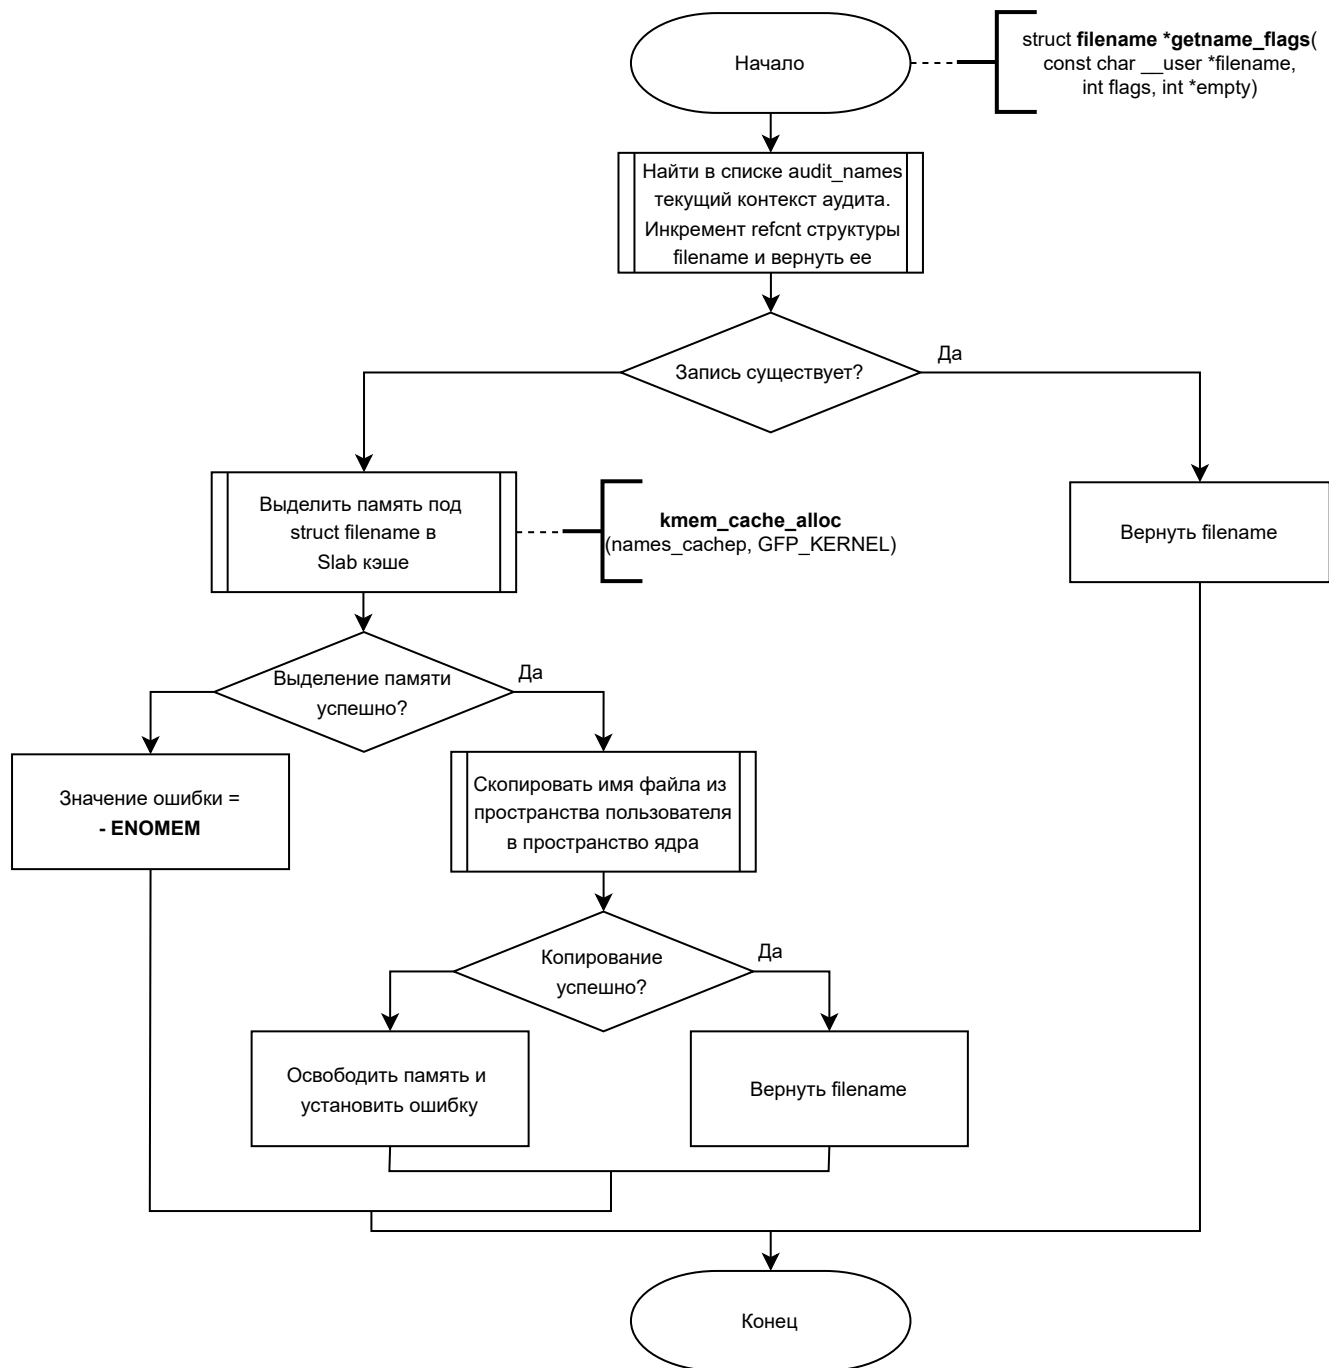 Начало
struct filename *getname_flags(
const char __user *filename,
int flags, int *empty)
Найти в списке audit_names
текущий контекст аудита.
Инкремент refcnt структуры
filename и вернуть ее
Запись существует?
Да
Выделить память под
struct filename в
Slab кэше
kmem_cache_alloc
(names_cachep, GFP_KERNEL)
Вернуть filename
Выделение памяти
успешно?
Да
Значение ошибки =
- ENOMEM
Скопировать имя файла из
пространства пользователя
в пространство ядра
Копирование
успешно?
Да
Освободить память и
установить ошибку
Вернуть filename
Конец